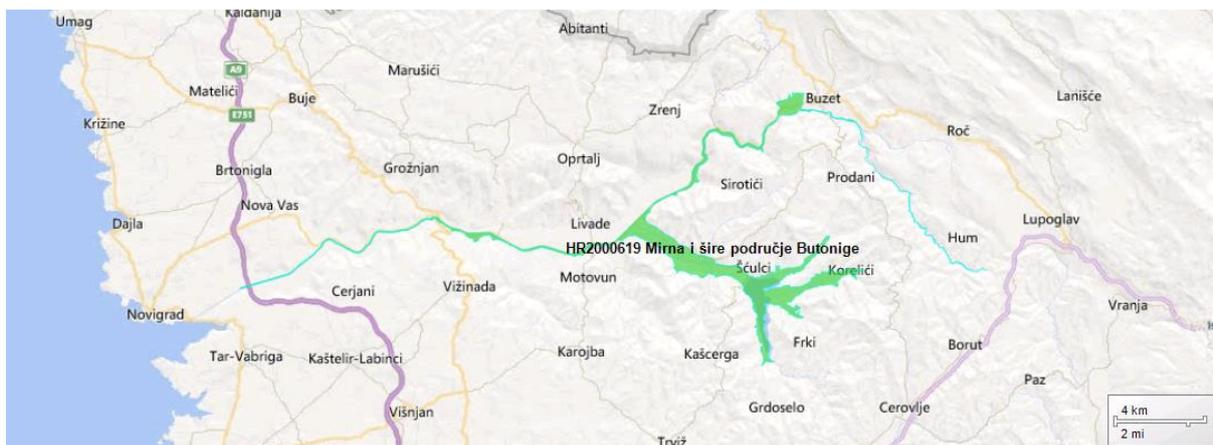 Kaldanija
Umag
Abitanti
A9
Marušići
Matelići
Buje
Zrenj
Buzet
Lanišće
E751
Križine
Roč
Oprtalj
Brtonigla
Grožnjan
Sirotići
Prodani
Nova Vas
Dajla
Livade
Lupoglav
Hum
HR2000619 Mirna i šire područje Butonige
Šćulci
Korelići
Motovun
Cerjani
Vižinada
Vranja
Novigrad
Frki
Borut
Tar-Vabriga
Kaštelir-Labinci
Karojba
Kašcerga
Paz
Grdoselo
Cerovlje
Višnjan
4 km
2 mi
Trviž